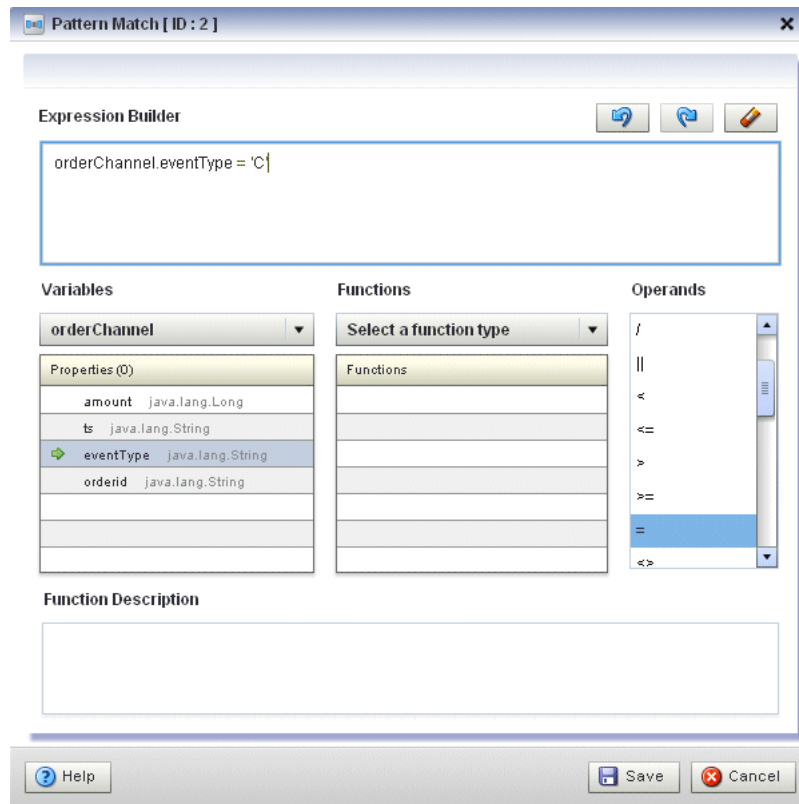 Pattern Match [ ID : 2 ]
Expression Builder
orderChannel.eventType = 'C'
Variables
Functions
Operands
orderChannel
Select a function type
Properties (0)
Functions
amount java.lang.Long
ts java.lang.String
eventType java.lang.String
orderid java.lang.String
/
||
<
<=
>
>=
=
<>
Function Description
Help
Save
Cancel